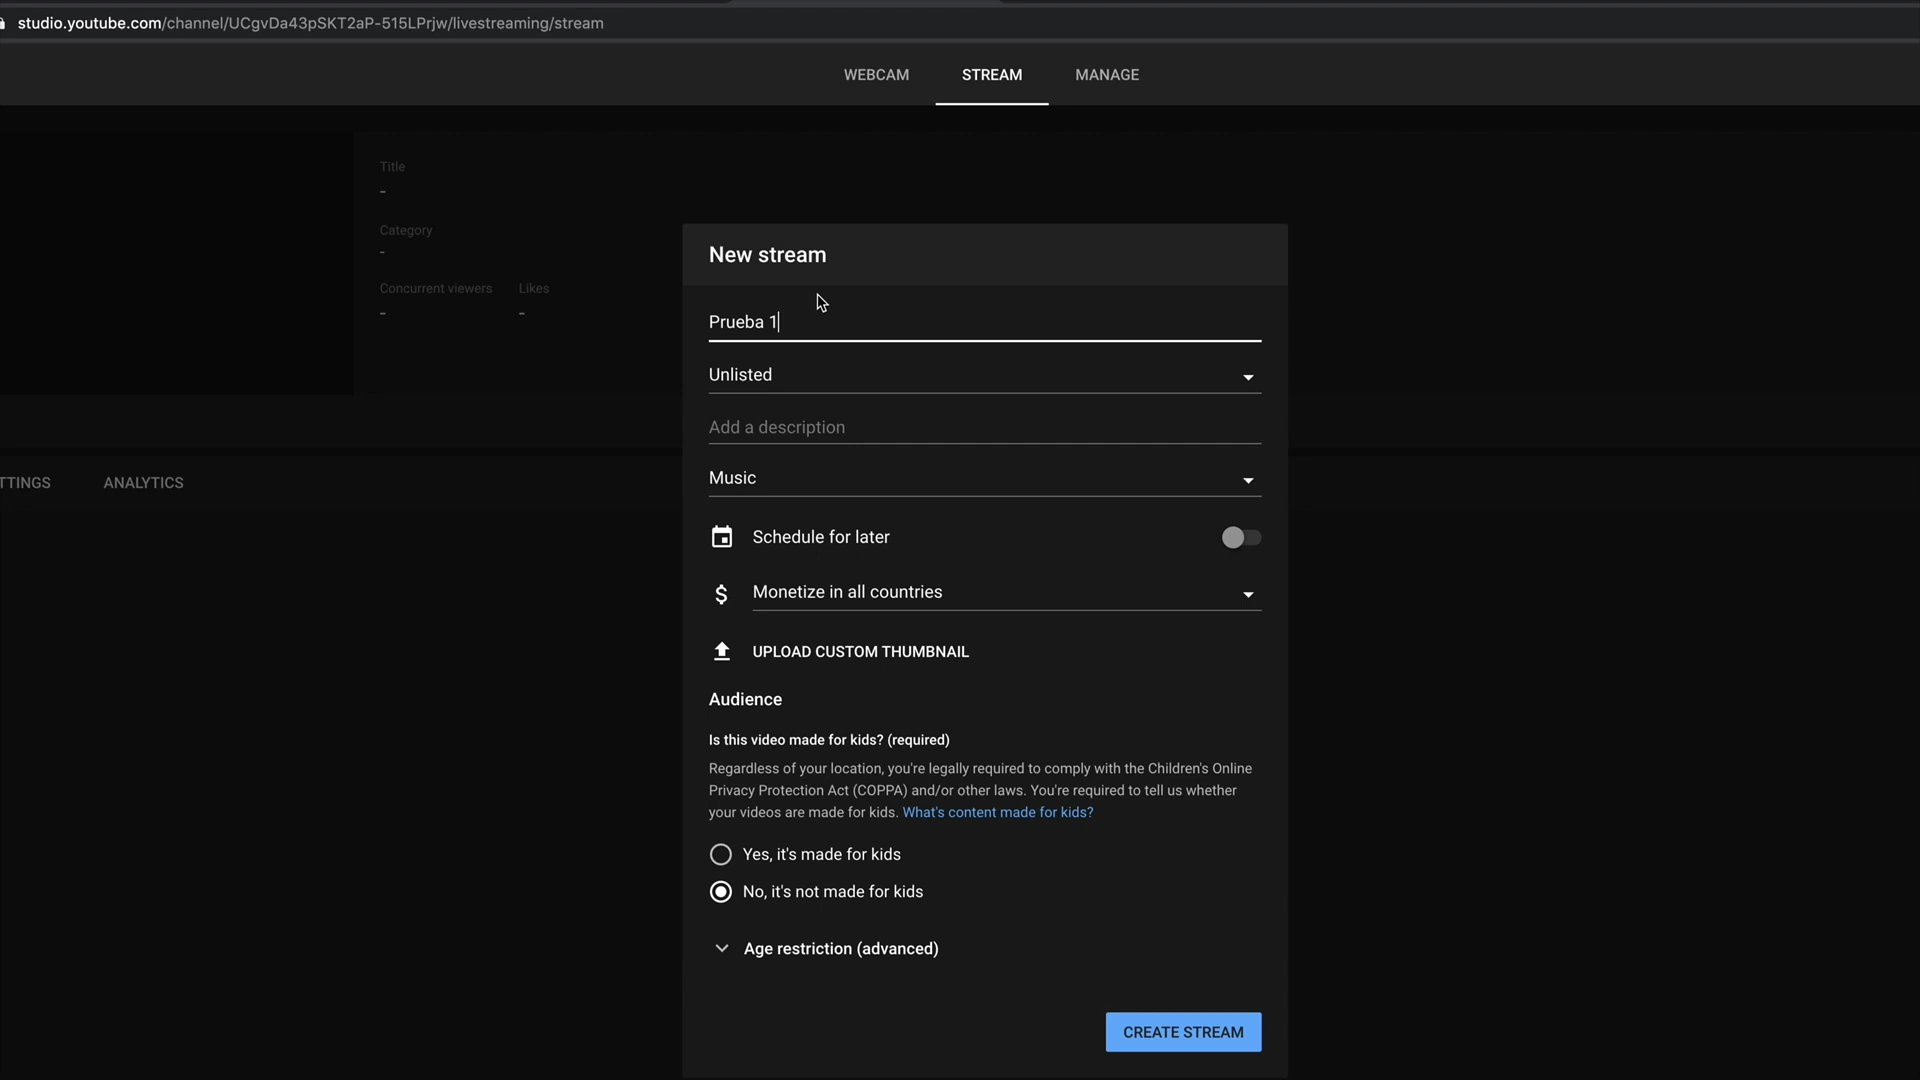 studio.youtube.com/channel/UCgvDa43pSKT2aP-515LPrjw/livestreaming/stream
WEBCAM
STREAM
MANAGE
Title
-
Category
-
Concurrent viewers
Likes
-
-
TTINGS
ANALYTICS
New stream
Prueba 1
Unlisted
Add a description
Music
Schedule for later
Monetize in all countries
UPLOAD CUSTOM THUMBNAIL
Audience
Is this video made for kids? (required)
Regardless of your location, you're legally required to comply with the Children's Online
Privacy Protection Act (COPPA) and/or other laws. You're required to tell us whether
your videos are made for kids. What's content made for kids?
Yes, it's made for kids
No, it's not made for kids
Age restriction (advanced)
CREATE STREAM